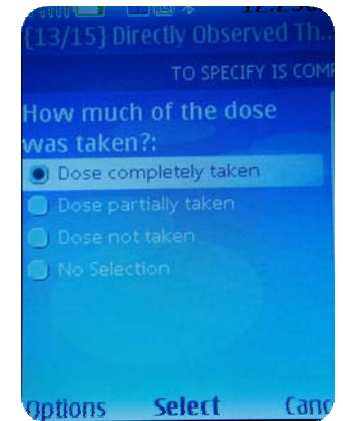 [13/15] Directly Observed Th..
TO SPECIFY IS COMP
How much of the dose
was taken?:
Dose completely taken
Dose partially taken
Dose not taken
No Selection
Options Select Canc